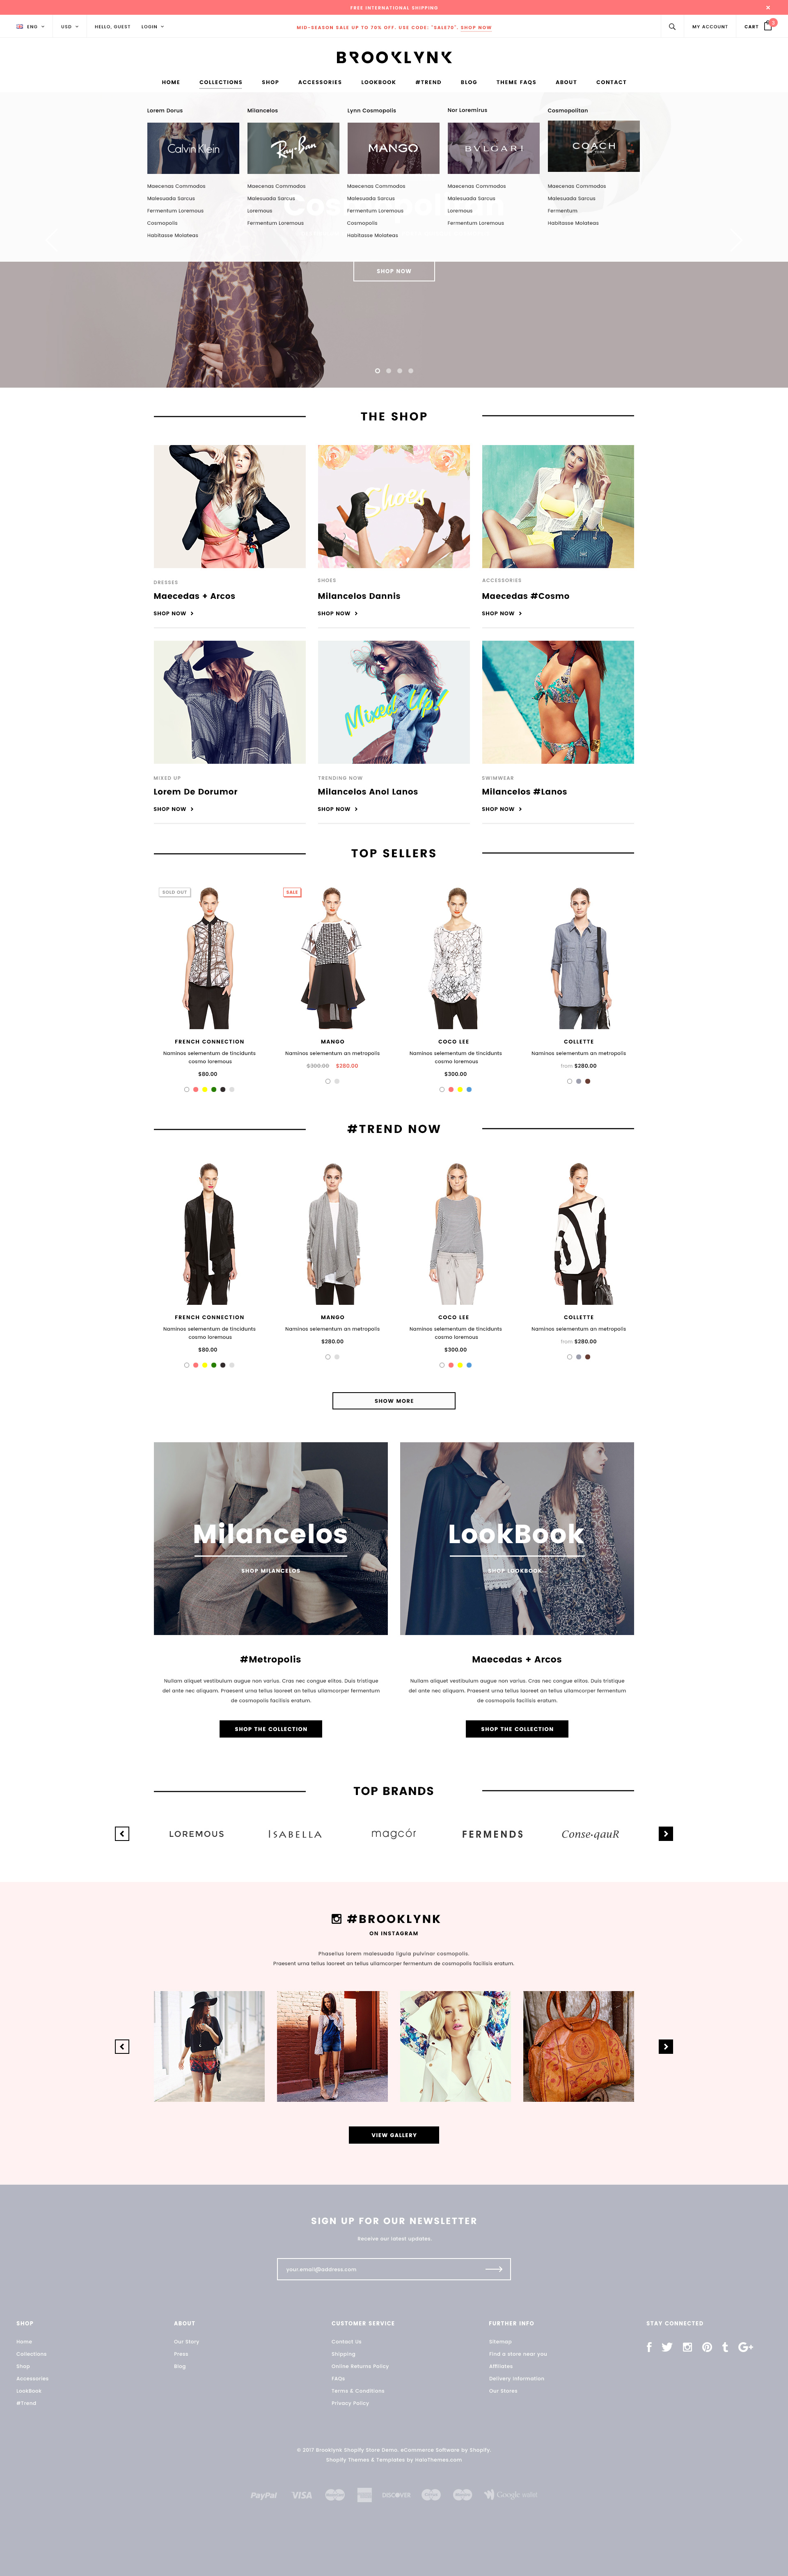 FREE INTERNATIONAL SHIPPING
ENG USD HELLO, GUEST LOGIN
MID-SEASON SALE UP TO 70% OFF. USE CODE: "SALE70". SHOP NOW
MY ACCOUNT CART
BROOKLYNK
HOME COLLECTIONS SHOP ACCESSORIES LOOKBOOK #TREND BLOG THEME FAQS ABOUT CONTACT
Lorem Dorus
Calvin Klein
Maecenas Commodos
Malesuada Sarcus
Fermentum Loremous
Cosmopolis
Habitasse Molateas
Milancelos
Ray-Ban
Maecenas Commodos
Malesuada Sarcus
Loremous
Fermentum Loremous
Lynn Cosmopolis
MANGO
Maecenas Commodos
Malesuada Sarcus
Fermentum Loremous
Cosmopolis
Habitasse Molateas
Nor Loremirus
BVLGARI
Maecenas Commodos
Malesuada Sarcus
Loremous
Fermentum Loremous
Cosmopolitan
COACH
NEW YORK
Maecenas Commodos
Malesuada Sarcus
Fermentum
Habitasse Molateas
SHOP NOW
THE SHOP
Shoes
DRESSES
Maecedas + Arcos
SHOP NOW
SHOES
Milancelos Dannis
SHOP NOW
ACCESSORIES
Maecedas #Cosmo
SHOP NOW
Mixed Up!
MIXED UP
Lorem De Dorumor
SHOP NOW
TRENDING NOW
Milancelos Anol Lanos
SHOP NOW
SWIMWEAR
Milancelos #Lanos
SHOP NOW
TOP SELLERS
SOLD OUT
FRENCH CONNECTION
Naminos selementum de tincidunts
cosmo loremous
$80.00
SALE
MANGO
Naminos selementum an metropolis
$300.00 $280.00
COCO LEE
Naminos selementum de tincidunts
cosmo loremous
$300.00
COLLETTE
Naminos selementum an metropolis
from $280.00
#TREND NOW
FRENCH CONNECTION
Naminos selementum de tincidunts
cosmo loremous
$80.00
MANGO
Naminos selementum an metropolis
$280.00
COCO LEE
Naminos selementum de tincidunts
cosmo loremous
$300.00
COLLETTE
Naminos selementum an metropolis
from $280.00
SHOW MORE
Milancelos
SHOP MILANCELOS
LookBook
SHOP LOOKBOOK
#Metropolis
Nullam aliquet vestibulum augue non varius. Cras nec congue elitos. Duis tristique
del ante nec aliquam. Praesent urna tellus laoreet an tellus ullamcorper fermentum
de cosmopolis facilisis eratum.
SHOP THE COLLECTION
Maecedas + Arcos
Nullam aliquet vestibulum augue non varius. Cras nec congue elitos. Duis tristique
del ante nec aliquam. Praesent urna tellus laoreet an tellus ullamcorper fermentum
de cosmopolis facilisis eratum.
SHOP THE COLLECTION
TOP BRANDS
LOREMOUS ISABELLA magcór FERMENDS Conse·qauR
#BROOKLYNK
ON INSTAGRAM
Phasellus lorem malesuada ligula pulvinar cosmopolis.
Praesent urna tellus laoreet an tellus ullamcorper fermentum de cosmopolis facilisis eratum.
VIEW GALLERY
SIGN UP FOR OUR NEWSLETTER
Receive our latest updates.
your.email@address.com
SHOP
Home
Collections
Shop
Accessories
LookBook
#Trend
ABOUT
Our Story
Press
Blog
CUSTOMER SERVICE
Contact Us
Shipping
Online Returns Policy
FAQs
Terms & Conditions
Privacy Policy
FURTHER INFO
Sitemap
Find a store near you
Affilates
Delivery Information
Our Stores
STAY CONNECTED
© 2017 Brooklynk Shopify Store Demo. eCommerce Software by Shopify
Shopify Themes & Templates by HaloThemes.com
PayPal VISA DISCOVER Google wallet